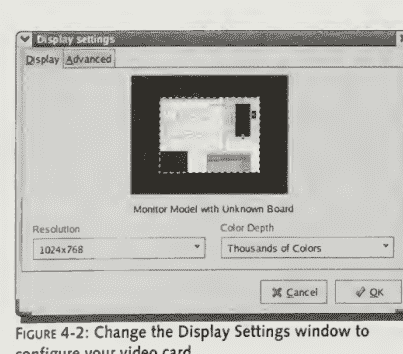 Display settings
Display Advanced
Monitor Model with Unknown Board
Resolution Color Depth
1024x768 Thousands of Colors
Cancel OK
FIGURE 4-2: Change the Display Settings window to
configure your video card